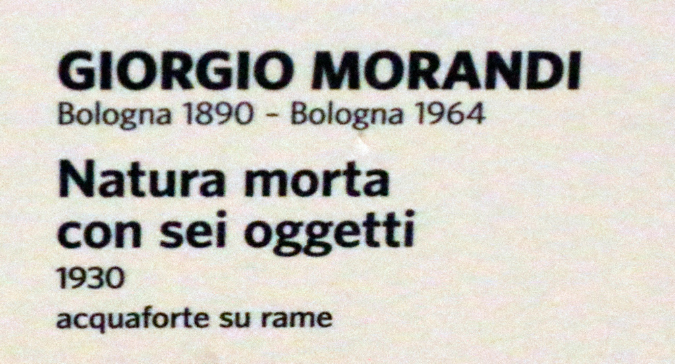 GIORGIO MORANDI
Bologna 1890 – Bologna 1964
Natura morta
con sei oggetti
1930
acquaforte su rame